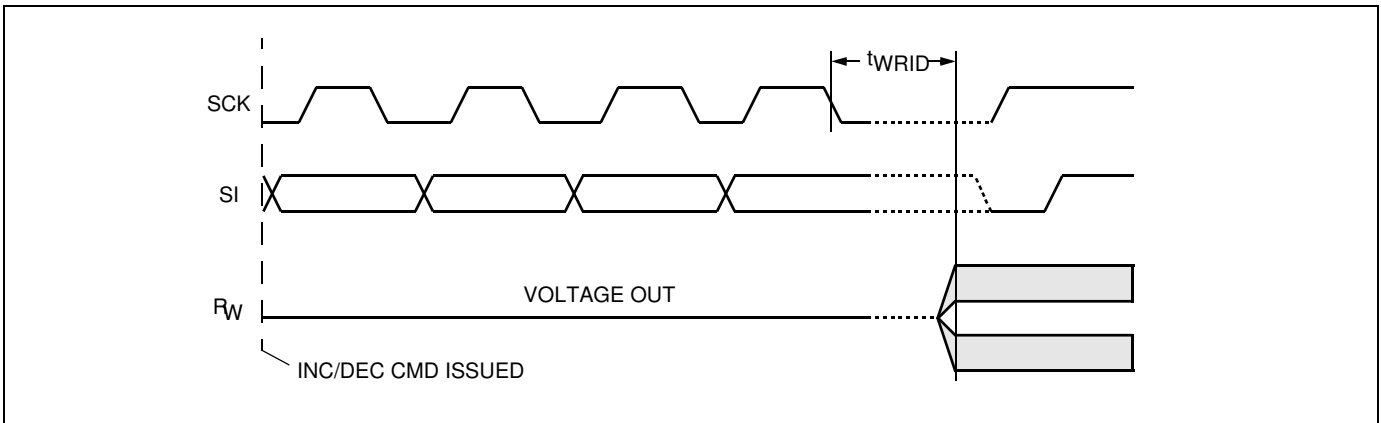 tWRID
SCK
SI
VOLTAGE OUT
RW
INC/DEC CMD ISSUED